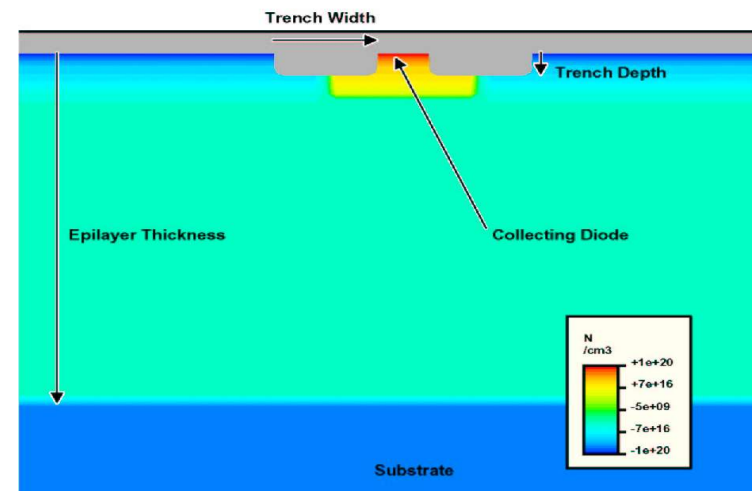 Trench Width
Trench Depth
Epilayer Thickness
Collecting Diode
N
/cm3
+1e+20
+7e+16
-5e+09
-7e+16
-1e+20
Substrate